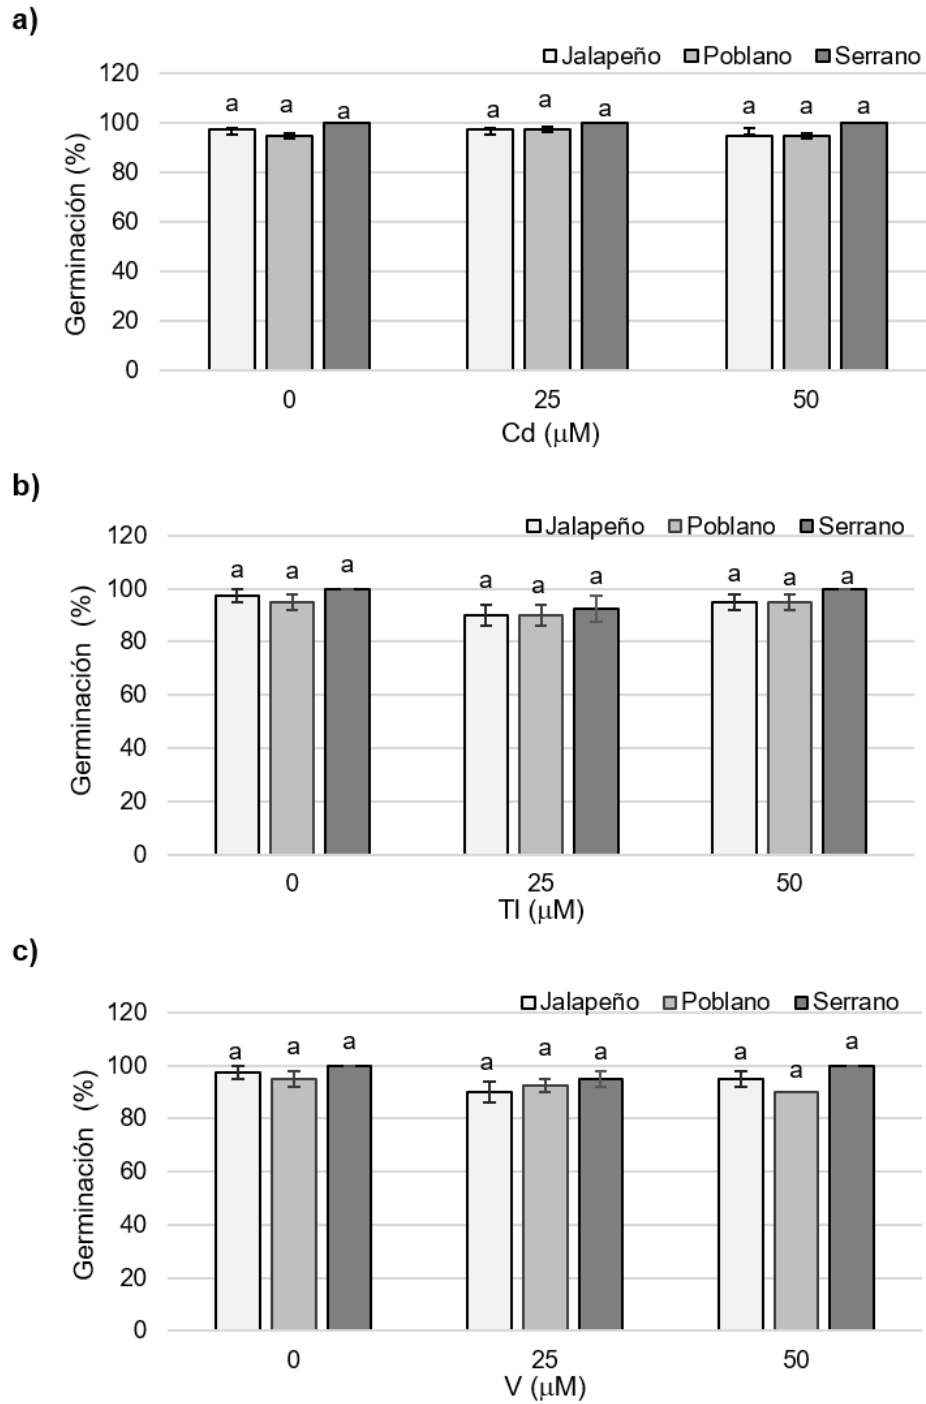 a)
Jalapeño Poblano Serrano
120
a a a a a a a a a
100
80
60
40
20
0
Germinación (%)
0 25 50
Cd (μM)
b)
Jalapeño Poblano Serrano
120
a a a a a a a a a
100
80
60
40
20
0
Germinación (%)
0 25 50
Tl (μM)
c)
Jalapeño Poblano Serrano
120
a a a a a a a a a
100
80
60
40
20
0
Germinación (%)
0 25 50
V (μM)